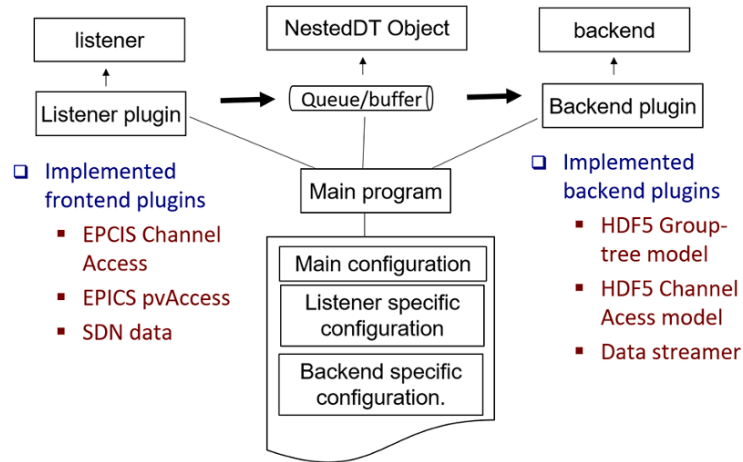 listener
NestedDT Object
backend
Listener plugin
Queue/buffer
Backend plugin
Implemented
frontend plugins
EPCIS Channel
Access
EPICS pvAccess
SDN data
Main program
Main configuration
Listener specific
configuration
Backend specific
configuration.
Implemented
backend plugins
HDF5 Group-
tree model
HDF5 Channel
Acess model
Data streamer